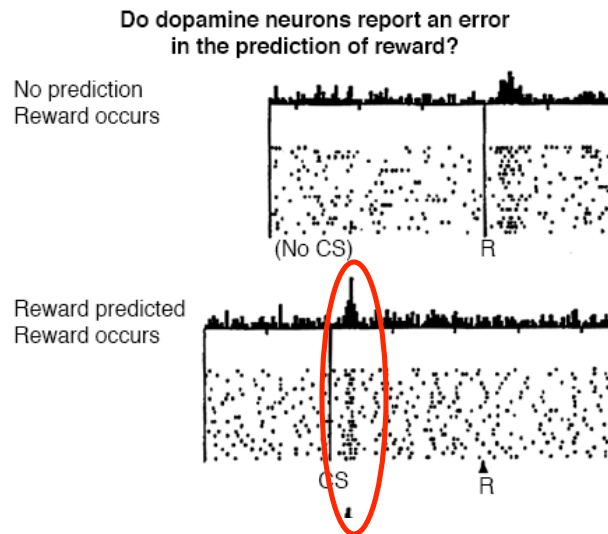 Do dopamine neurons report an error
in the prediction of reward?
No prediction
Reward occurs
(No CS)
R
Reward predicted
Reward occurs
CS
R